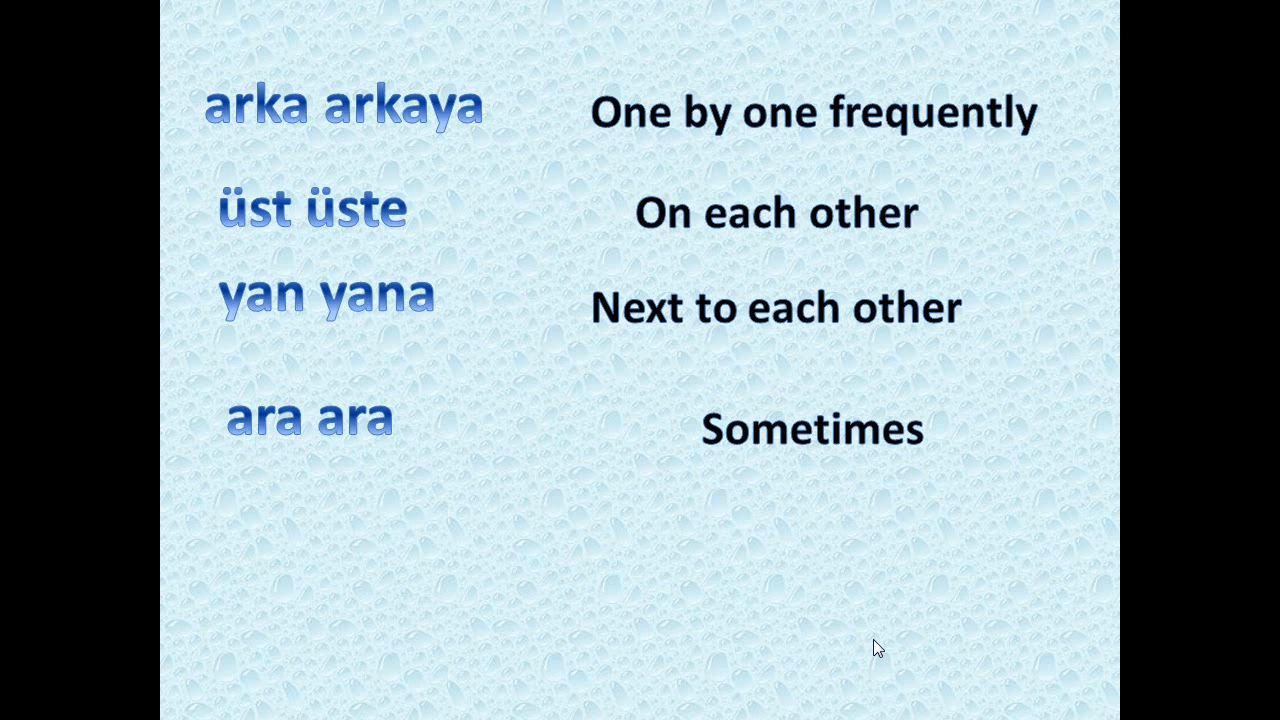 arka arkaya One by one frequently
üst üste On each other
yan yana Next to each other
ara ara Sometimes